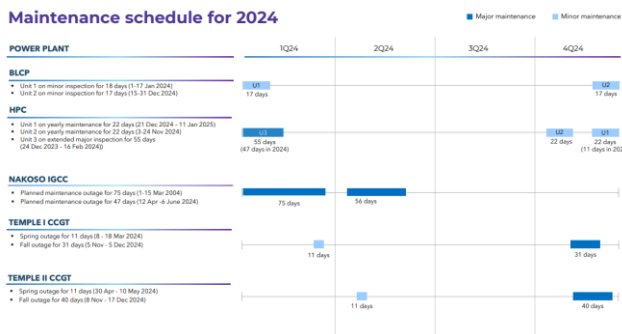 Maintenance schedule for 2024
Major maintenance
Minor maintenance
POWER PLANT
1Q24
2Q24
3Q24
4Q24
BLCP
• Unit 1 on minor inspection for 18 days (1-17 Jan 2024)
• Unit 2 on minor inspection for 17 days (15-31 Dec 2024)
U1
17 days
U2
17 days
HPC
• Unit 1 on yearly maintenance for 22 days (21 Dec 2024 – 11 Jan 2025)
• Unit 2 on yearly maintenance for 22 days (3-24 Nov 2024)
• Unit 3 on extended major inspection for 55 days
(24 Dec 2023 – 16 Feb 2024))
U3
55 days
(47 days in 2024)
U2
22 days
U1
22 days
(11 days in 202
NAKOSO IGCC
• Planned maintenance outage for 75 days (1-15 Mar 2004)
• Planned maintenance outage for 47 days (12 Apr -6 June 2024)
75 days
56 days
TEMPLE I CCGT
• Spring outage for 11 days (8 - 18 Mar 2024)
• Fall outage for 31 days (5 Nov - 5 Dec 2024)
11 days
31 days
TEMPLE II CCGT
• Spring outage for 11 days (30 Apr - 10 May 2024)
• Fall outage for 40 days (8 Nov - 17 Dec 2024)
11 days
40 days